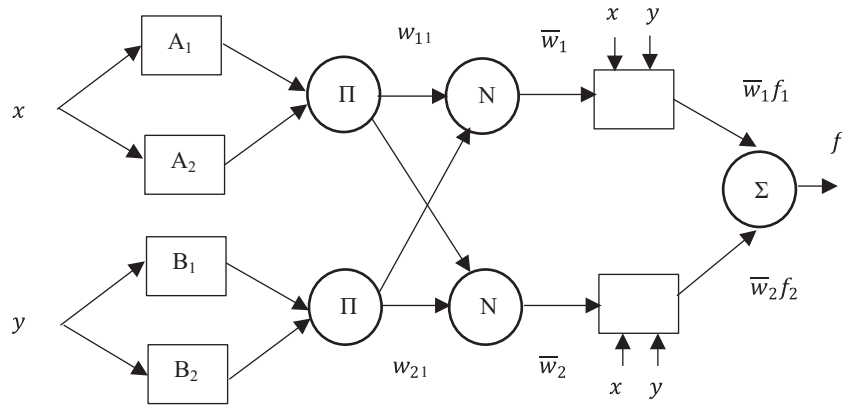 x y
w₁₁ w̅₁
A₁
w̅₁f₁
Π N
x
f
A₂
Σ
B₁
w̅₂f₂
Π N
y
B₂
w₂₁ w̅₂
x y